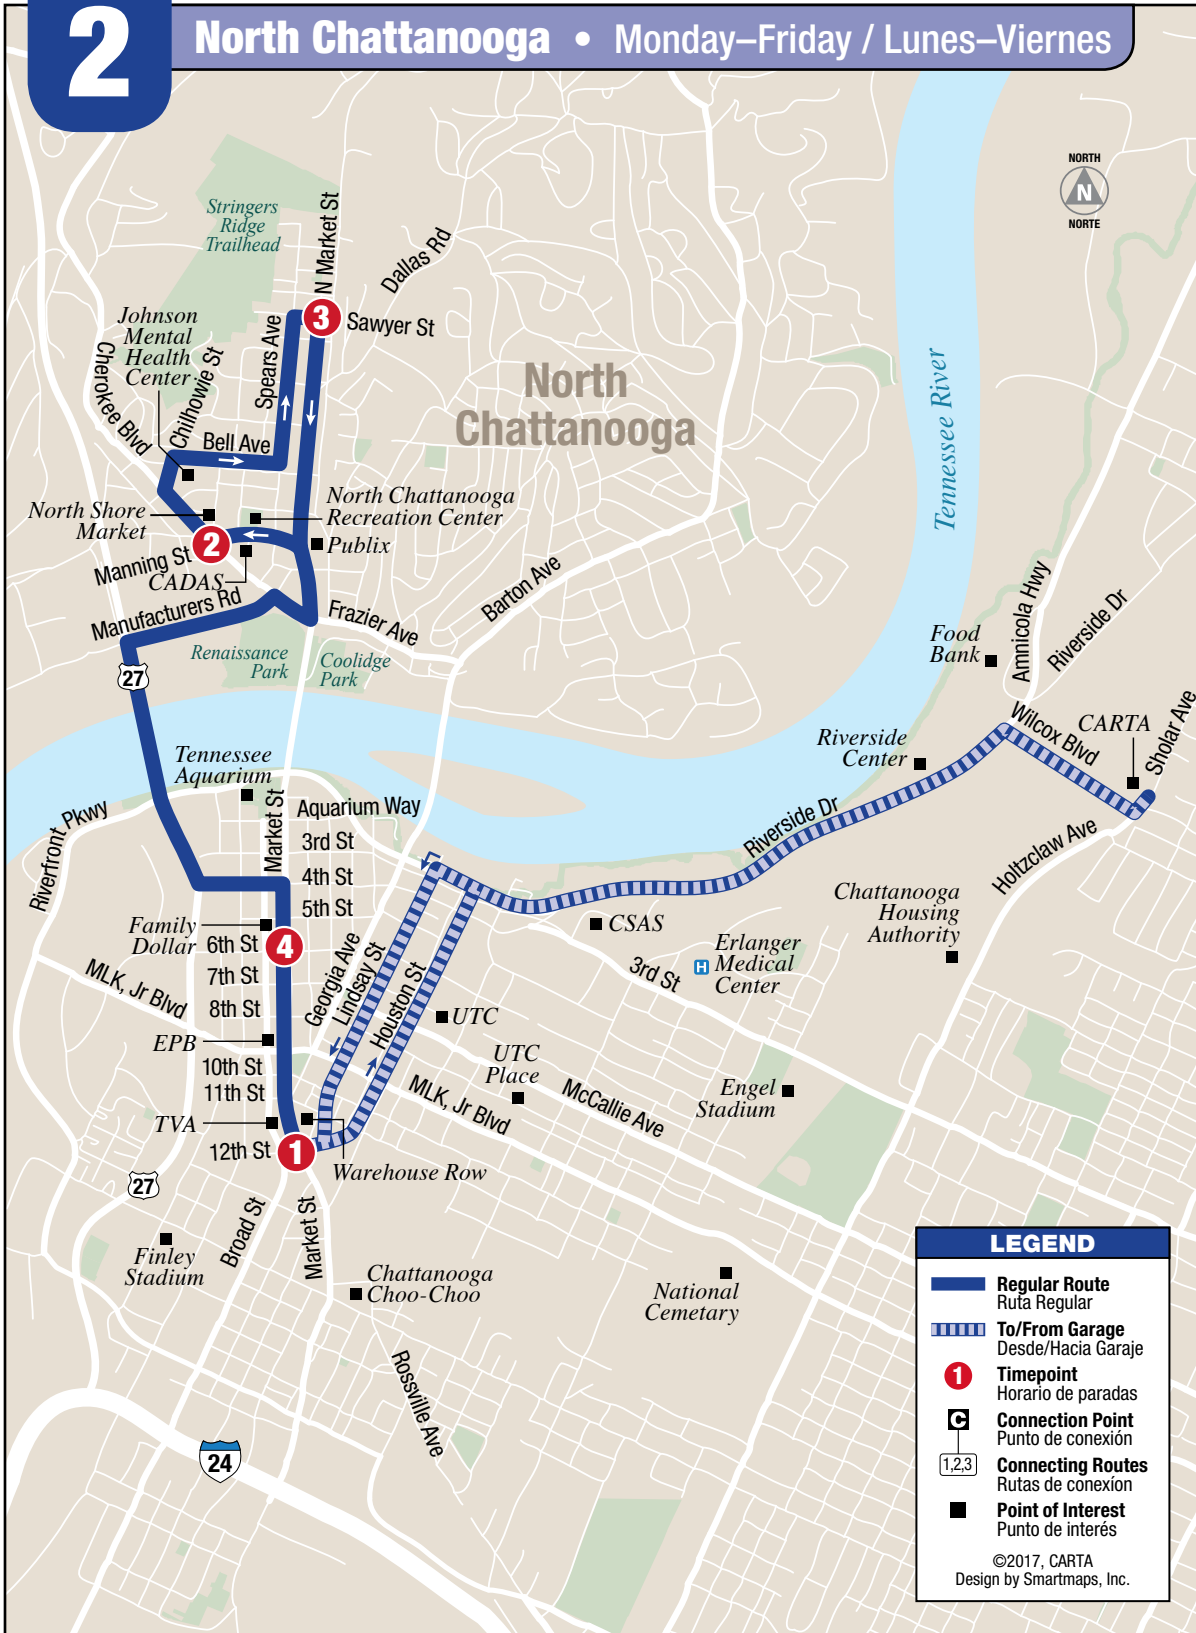 2
North Chattanooga • Monday–Friday / Lunes–Viernes
NORTH
N
NORTE
Stringers
Ridge
Trailhead
N Market St
Dallas Rd
3
Sawyer St
Johnson
Mental
Health
Center
Cherokee Blvd
Chilhowie St
Spears Ave
Bell Ave
North
Chattanooga
Tennessee River
North Shore
Market
North Chattanooga
Recreation Center
2
Publix
Manning St
CADAS
Manufacturers Rd
Frazier Ave
Barton Ave
Renaissance
Park
Coolidge
Park
27
Food
Bank
Amnicola Hwy
Riverside Dr
Wilcox Blvd
CARTA
Sholar Ave
Riverside
Center
Tennessee
Aquarium
Riverfront Pkwy
Market St
Aquarium Way
3rd St
4th St
5th St
Riverside Dr
Holtzclaw Ave
Chattanooga
Housing
Authority
Family
Dollar
6th St
4
7th St
8th St
MLK, Jr Blvd
EPB
10th St
11th St
TVA
12th St
1
Georgia Ave
Lindsay St
Houston St
CSAS
Erlanger
Medical
Center
H
3rd St
UTC
UTC
Place
MLK, Jr Blvd
McCallie Ave
Engel
Stadium
Warehouse Row
27
Broad St
Market St
Finley
Stadium
Chattanooga
Choo-Choo
National
Cemetary
Rossville Ave
24
LEGEND
Regular Route
Ruta Regular
To/From Garage
Desde/Hacia Garaje
1
Timepoint
Horario de paradas
C
Connection Point
Punto de conexión
1,2,3
Connecting Routes
Rutas de conexíon
Point of Interest
Punto de interés
©2017, CARTA
Design by Smartmaps, Inc.